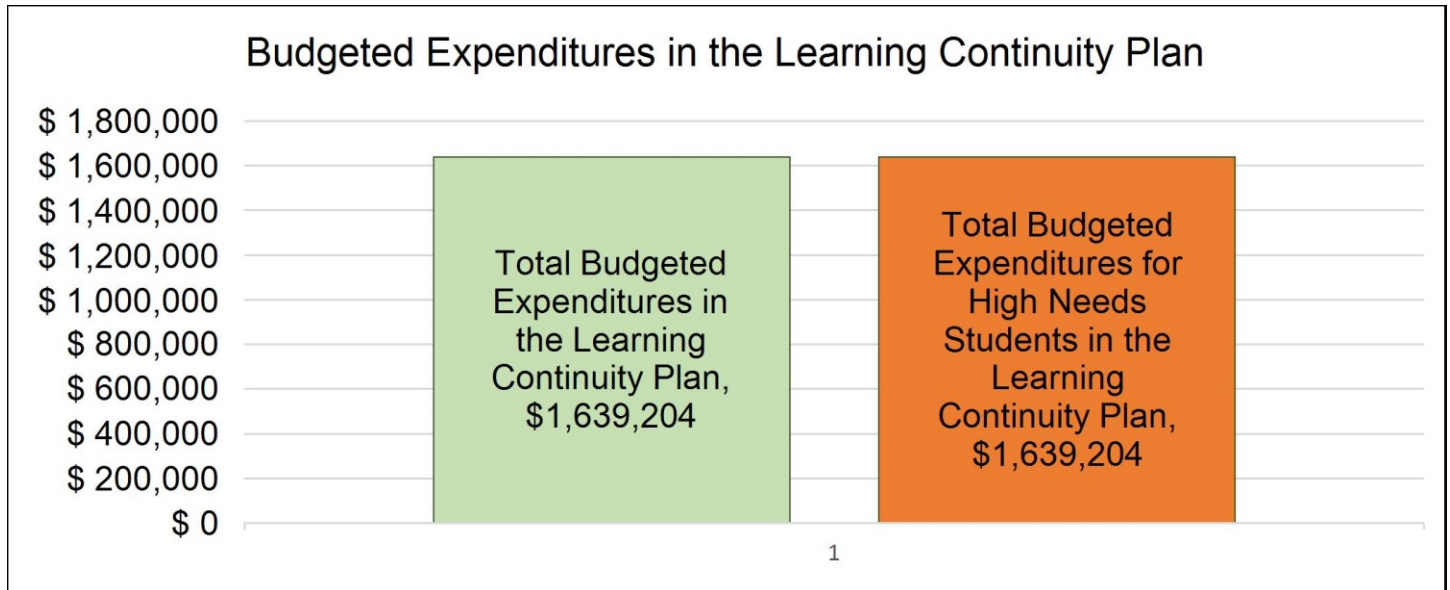 Budgeted Expenditures in the Learning Continuity Plan
$ 1,800,000
$ 1,600,000
$ 1,400,000
$ 1,200,000
$ 1,000,000
$ 800,000
$ 600,000
$ 400,000
$ 200,000
$ 0
Total Budgeted
Expenditures in
the Learning
Continuity Plan,
$1,639,204
Total Budgeted
Expenditures for
High Needs
Students in the
Learning
Continuity Plan,
$1,639,204
1